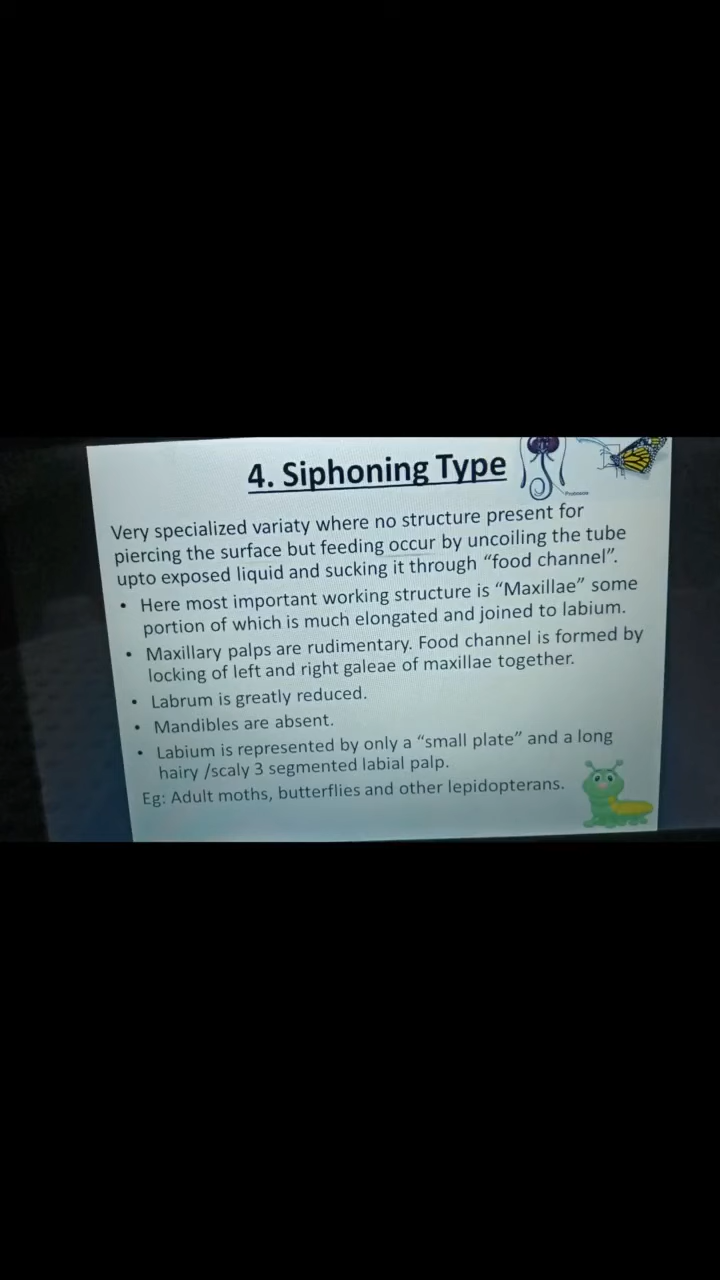 4. Siphoning Type
Proboscis
Very specialized variaty where no structure present for
piercing the surface but feeding occur by uncoiling the tube
upto exposed liquid and sucking it through “food channel”.
• Here most important working structure is “Maxillae” some
portion of which is much elongated and joined to labium.
• Maxillary palps are rudimentary. Food channel is formed by
locking of left and right galeae of maxillae together.
• Labrum is greatly reduced.
• Mandibles are absent.
• Labium is represented by only a “small plate” and a long
hairy /scaly 3 segmented labial palp.
Eg: Adult moths, butterflies and other lepidopterans.